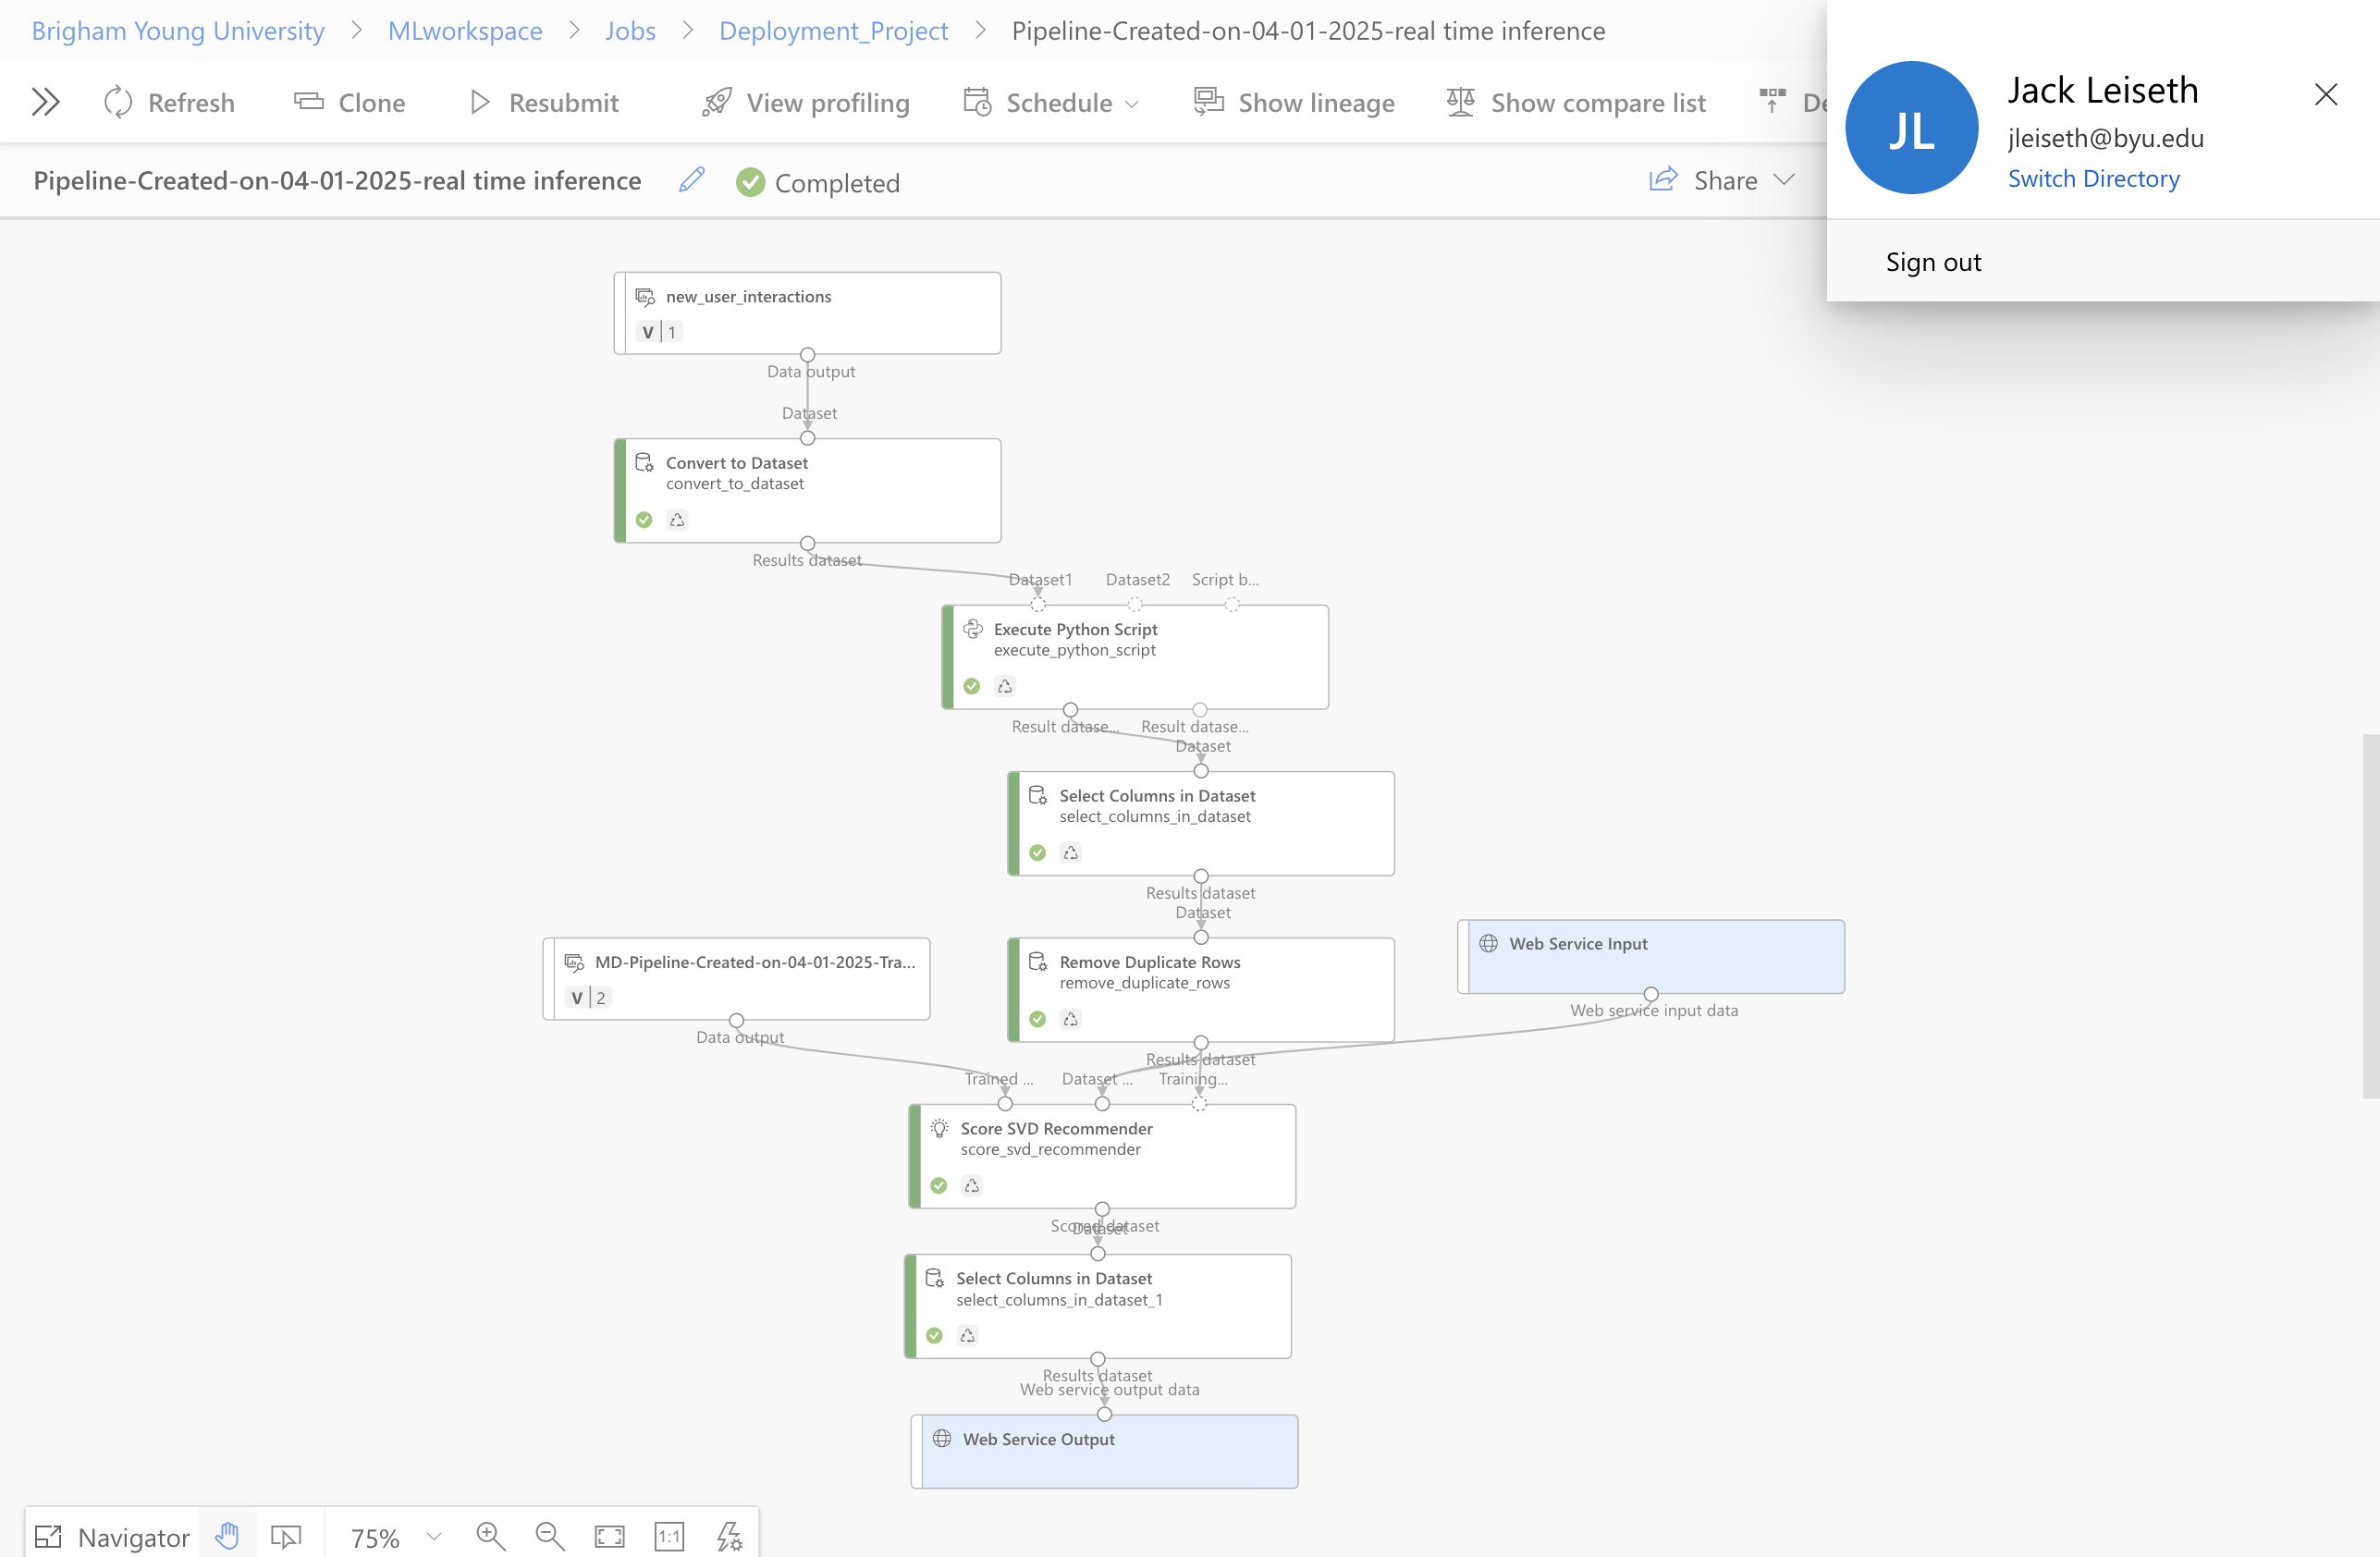 Brigham Young University > MLworkspace > Jobs > Deployment_Project > Pipeline-Created-on-04-01-2025-real time inference
Refresh Clone Resubmit View profiling Schedule Show lineage Show compare list De
Jack Leiseth
JL
jleiseth@byu.edu
Switch Directory
Sign out
Pipeline-Created-on-04-01-2025-real time inference Completed Share
new_user_interactions
V | 1
Data output
Dataset
Convert to Dataset
convert_to_dataset
Results dataset
Dataset1 Dataset2 Script b...
Execute Python Script
execute_python_script
Result datase... Result datase...
Dataset
Select Columns in Dataset
select_columns_in_dataset
Results dataset
Dataset
Web Service Input
Web service input data
MD-Pipeline-Created-on-04-01-2025-Tra...
V | 2
Data output
Remove Duplicate Rows
remove_duplicate_rows
Results dataset
Trained ... Dataset ... Training...
Score SVD Recommender
score_svd_recommender
Scored dataset
Dataset
Select Columns in Dataset
select_columns_in_dataset_1
Results dataset
Web service output data
Web Service Output
Navigator 75% 1:1